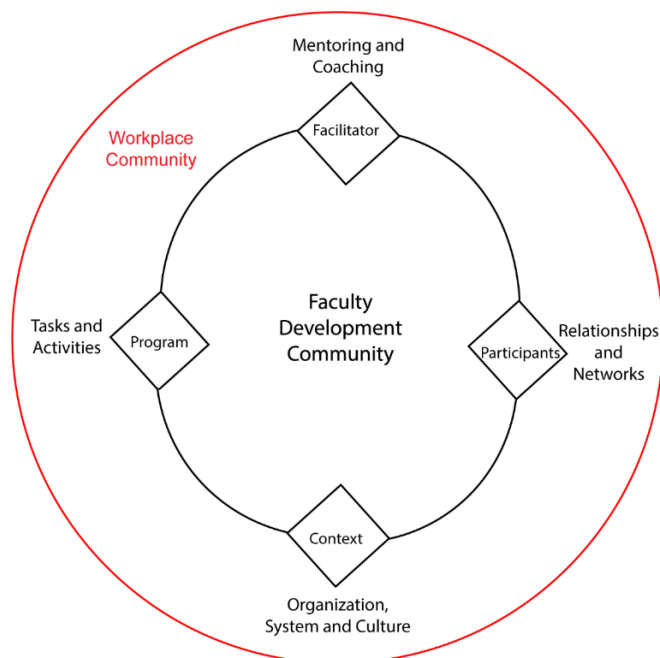 Mentoring and
Coaching
Facilitator
Workplace
Community
Faculty
Development
Community
Tasks and
Activities
Program
Participants
Relationships
and
Networks
Context
Organization,
System and Culture